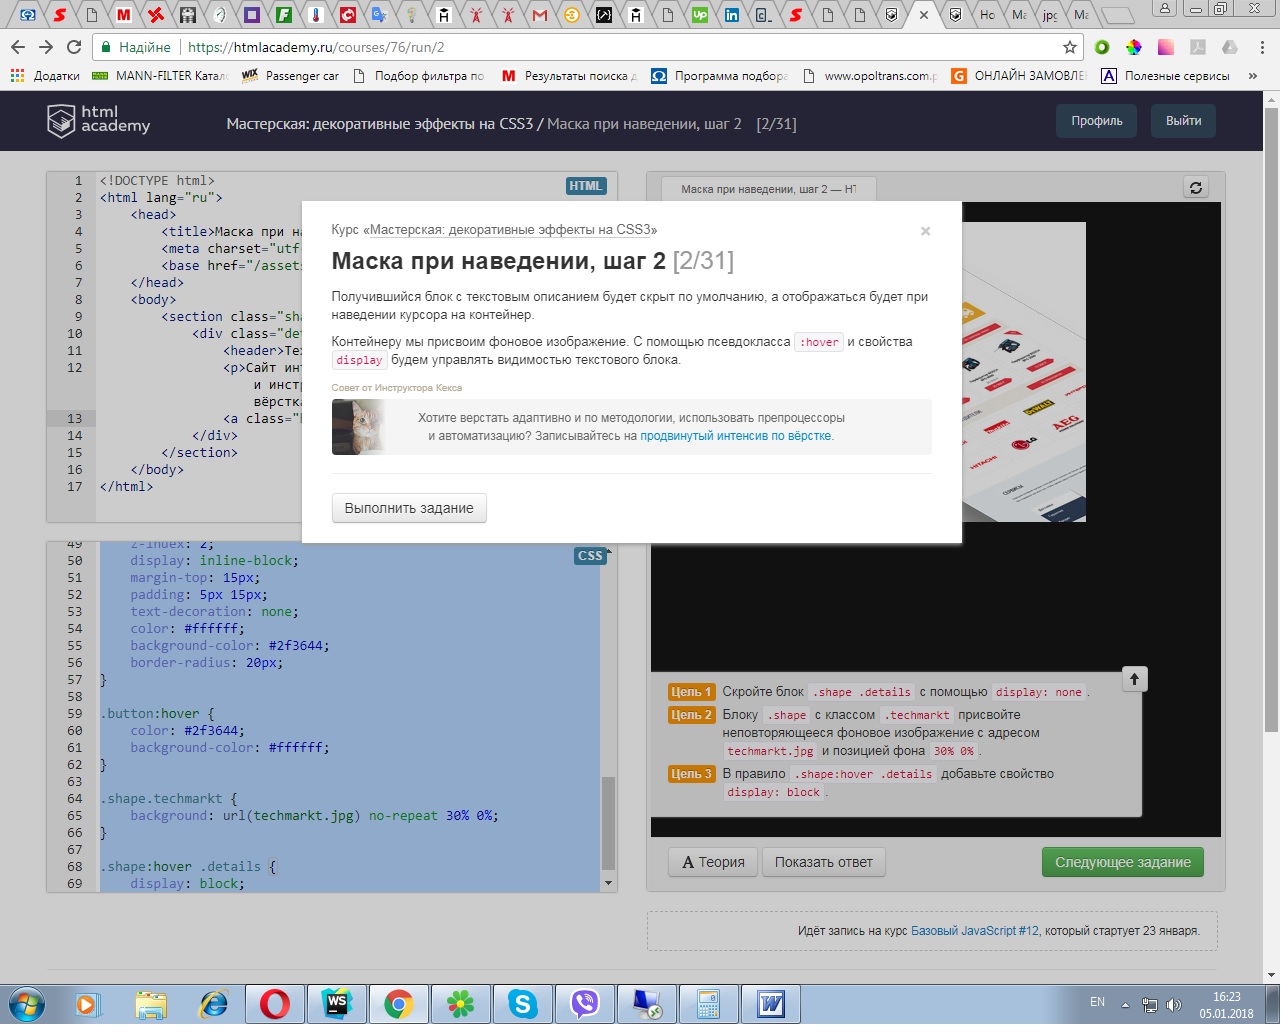 Надійне
https://htmlacademy.ru/courses/76/run/2
Додатки
MANN-FILTER Катало
Passenger car
Подбор фильтра по
Результаты поиска д
Программа подбора
www.opoltrans.com.p
ОНЛАЙН ЗАМОВЛЕ
Полезные сервисы
»
html
academy
Мастерская: декоративные эффекты на CSS3 / Маска при наведении, шаг 2 [2/31]
Профиль
Выйти
HTML
1 <!DOCTYPE html>
2 <html lang="ru">
3 <head>
4 <title>Маска при на
5 <meta charset="utf
6 <base href="/assets
7 </head>
8 <body>
9 <section class="sha
10 <div class="det
11 <header>Тех
12 <p>Сайт инт
и инстр
вёрстка
13 <a class="b
14 </div>
15 </section>
16 </body>
17 </html>
Маска при наведении, шаг 2 — HT
Курс «Мастерская: декоративные эффекты на CSS3»
×
Маска при наведении, шаг 2 [2/31]
Получившийся блок с текстовым описанием будет скрыт по умолчанию, а отображаться будет при
наведении курсора на контейнер.
Контейнеру мы присвоим фоновое изображение. С помощью псевдокласса :hover и свойства
display будем управлять видимостью текстового блока.
Совет от Инструктора Кекса
Хотите верстать адаптивно и по методологии, использовать препроцессоры
и автоматизацию? Записывайтесь на продвинутый интенсив по вёрстке.
Выполнить задание
DEWALT
AEG
LG
HITACHI
CSS
49 z-index: 2;
50 display: inline-block;
51 margin-top: 15px;
52 padding: 5px 15px;
53 text-decoration: none;
54 color: #ffffff;
55 background-color: #2f3644;
56 border-radius: 20px;
57 }
58
59 .button:hover {
60 color: #2f3644;
61 background-color: #ffffff;
62 }
63
64 .shape.techmarkt {
65 background: url(techmarkt.jpg) no-repeat 30% 0%;
66 }
67
68 .shape:hover .details {
69 display: block;
Цель 1 Скройте блок .shape .details с помощью display: none.
Цель 2 Блоку .shape с классом .techmarkt присвойте
неповторяющееся фоновое изображение с адресом
techmarkt.jpg и позицией фона 30% 0%.
Цель 3 В правило .shape:hover .details добавьте свойство
display: block.
A Теория
Показать ответ
Следующее задание
Идёт запись на курс Базовый JavaScript #12, который стартует 23 января.
EN
16:23
05.01.2018